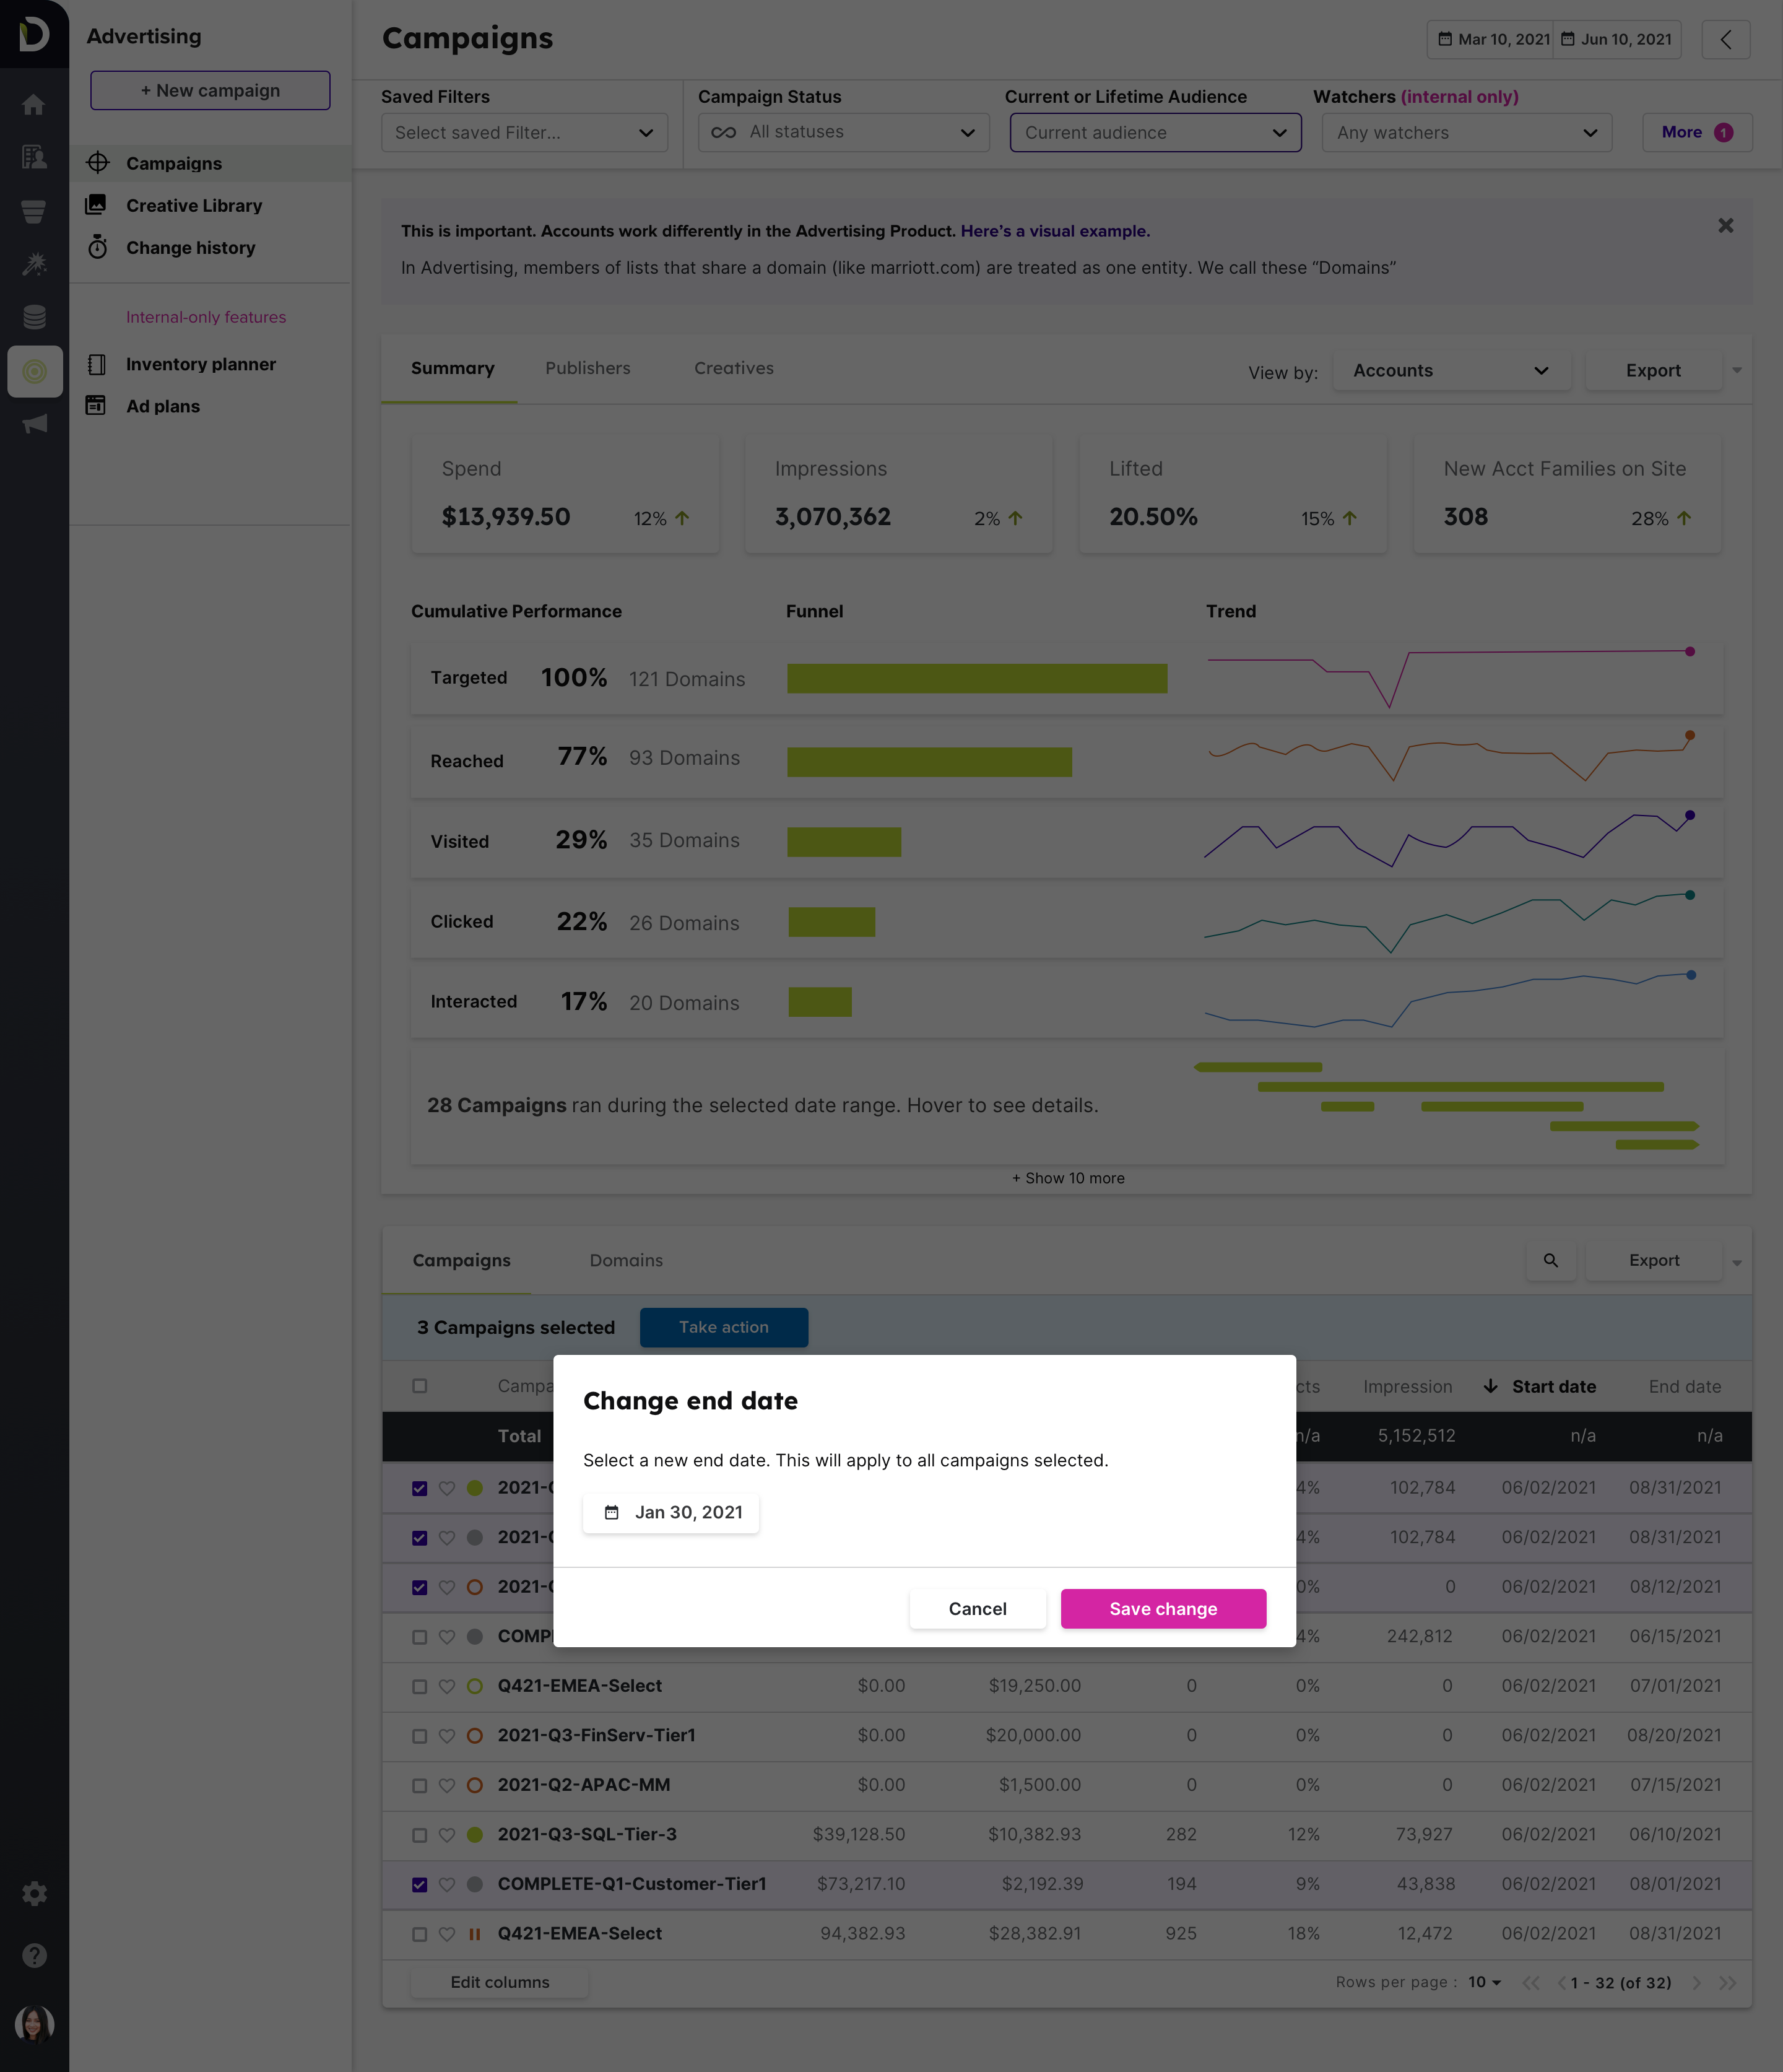 Advertising
+ New campaign
Campaigns
Creative Library
Change history
Internal-only features
Inventory planner
Ad plans
Campaigns
Mar 10, 2021
Jun 10, 2021
Saved Filters
Select saved Filter...
Campaign Status
All statuses
Current or Lifetime Audience
Current audience
Watchers (internal only)
Any watchers
More 1
This is important. Accounts work differently in the Advertising Product. Here's a visual example.
In Advertising, members of lists that share a domain (like marriott.com) are treated as one entity. We call these “Domains”
Summary
Publishers
Creatives
View by:
Accounts
Export
Spend
$13,939.50
12%
Impressions
3,070,362
2%
Lifted
20.50%
15%
New Acct Families on Site
308
28%
Cumulative Performance
Funnel
Trend
Targeted 100% 121 Domains
Reached 77% 93 Domains
Visited 29% 35 Domains
Clicked 22% 26 Domains
Interacted 17% 20 Domains
28 Campaigns ran during the selected date range. Hover to see details.
+ Show 10 more
Campaigns
Domains
Export
3 Campaigns selected
Take action
Impression Start date End date
Total n/a 5,152,512 n/a n/a
4% 102,784 06/02/2021 08/31/2021
4% 102,784 06/02/2021 08/31/2021
0% 0 06/02/2021 08/12/2021
4% 242,812 06/02/2021 06/15/2021
Change end date
Select a new end date. This will apply to all campaigns selected.
Jan 30, 2021
Cancel
Save change
Q421-EMEA-Select $0.00 $19,250.00 0 0% 0 06/02/2021 07/01/2021
2021-Q3-FinServ-Tier1 $0.00 $20,000.00 0 0% 0 06/02/2021 08/20/2021
2021-Q2-APAC-MM $0.00 $1,500.00 0 0% 0 06/02/2021 07/15/2021
2021-Q3-SQL-Tier-3 $39,128.50 $10,382.93 282 12% 73,927 06/02/2021 06/10/2021
COMPLETE-Q1-Customer-Tier1 $73,217.10 $2,192.39 194 9% 43,838 06/02/2021 08/01/2021
Q421-EMEA-Select 94,382.93 $28,382.91 925 18% 12,472 06/02/2021 08/31/2021
Edit columns
Rows per page : 10
1 - 32 (of 32)